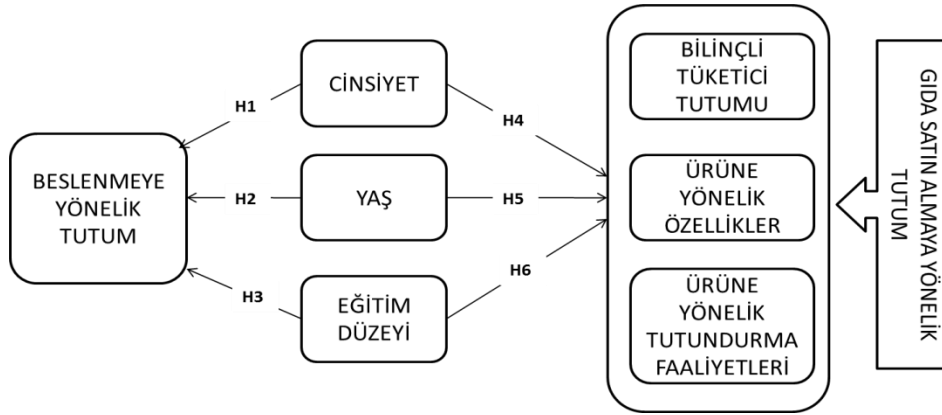 BESLENMEYE
YÖNELİK
TUTUM
H1
H2
H3
CİNSİYET
YAŞ
EĞİTİM
DÜZEYİ
H4
H5
H6
BİLİNÇLİ
TÜKETİCİ
TUTUMU
ÜRÜNE
YÖNELİK
ÖZELLİKLER
ÜRÜNE
YÖNELİK
TUTUNDURMA
FAALİYETLERİ
GIDA SATIN ALMAYA YÖNELİK
TUTUM